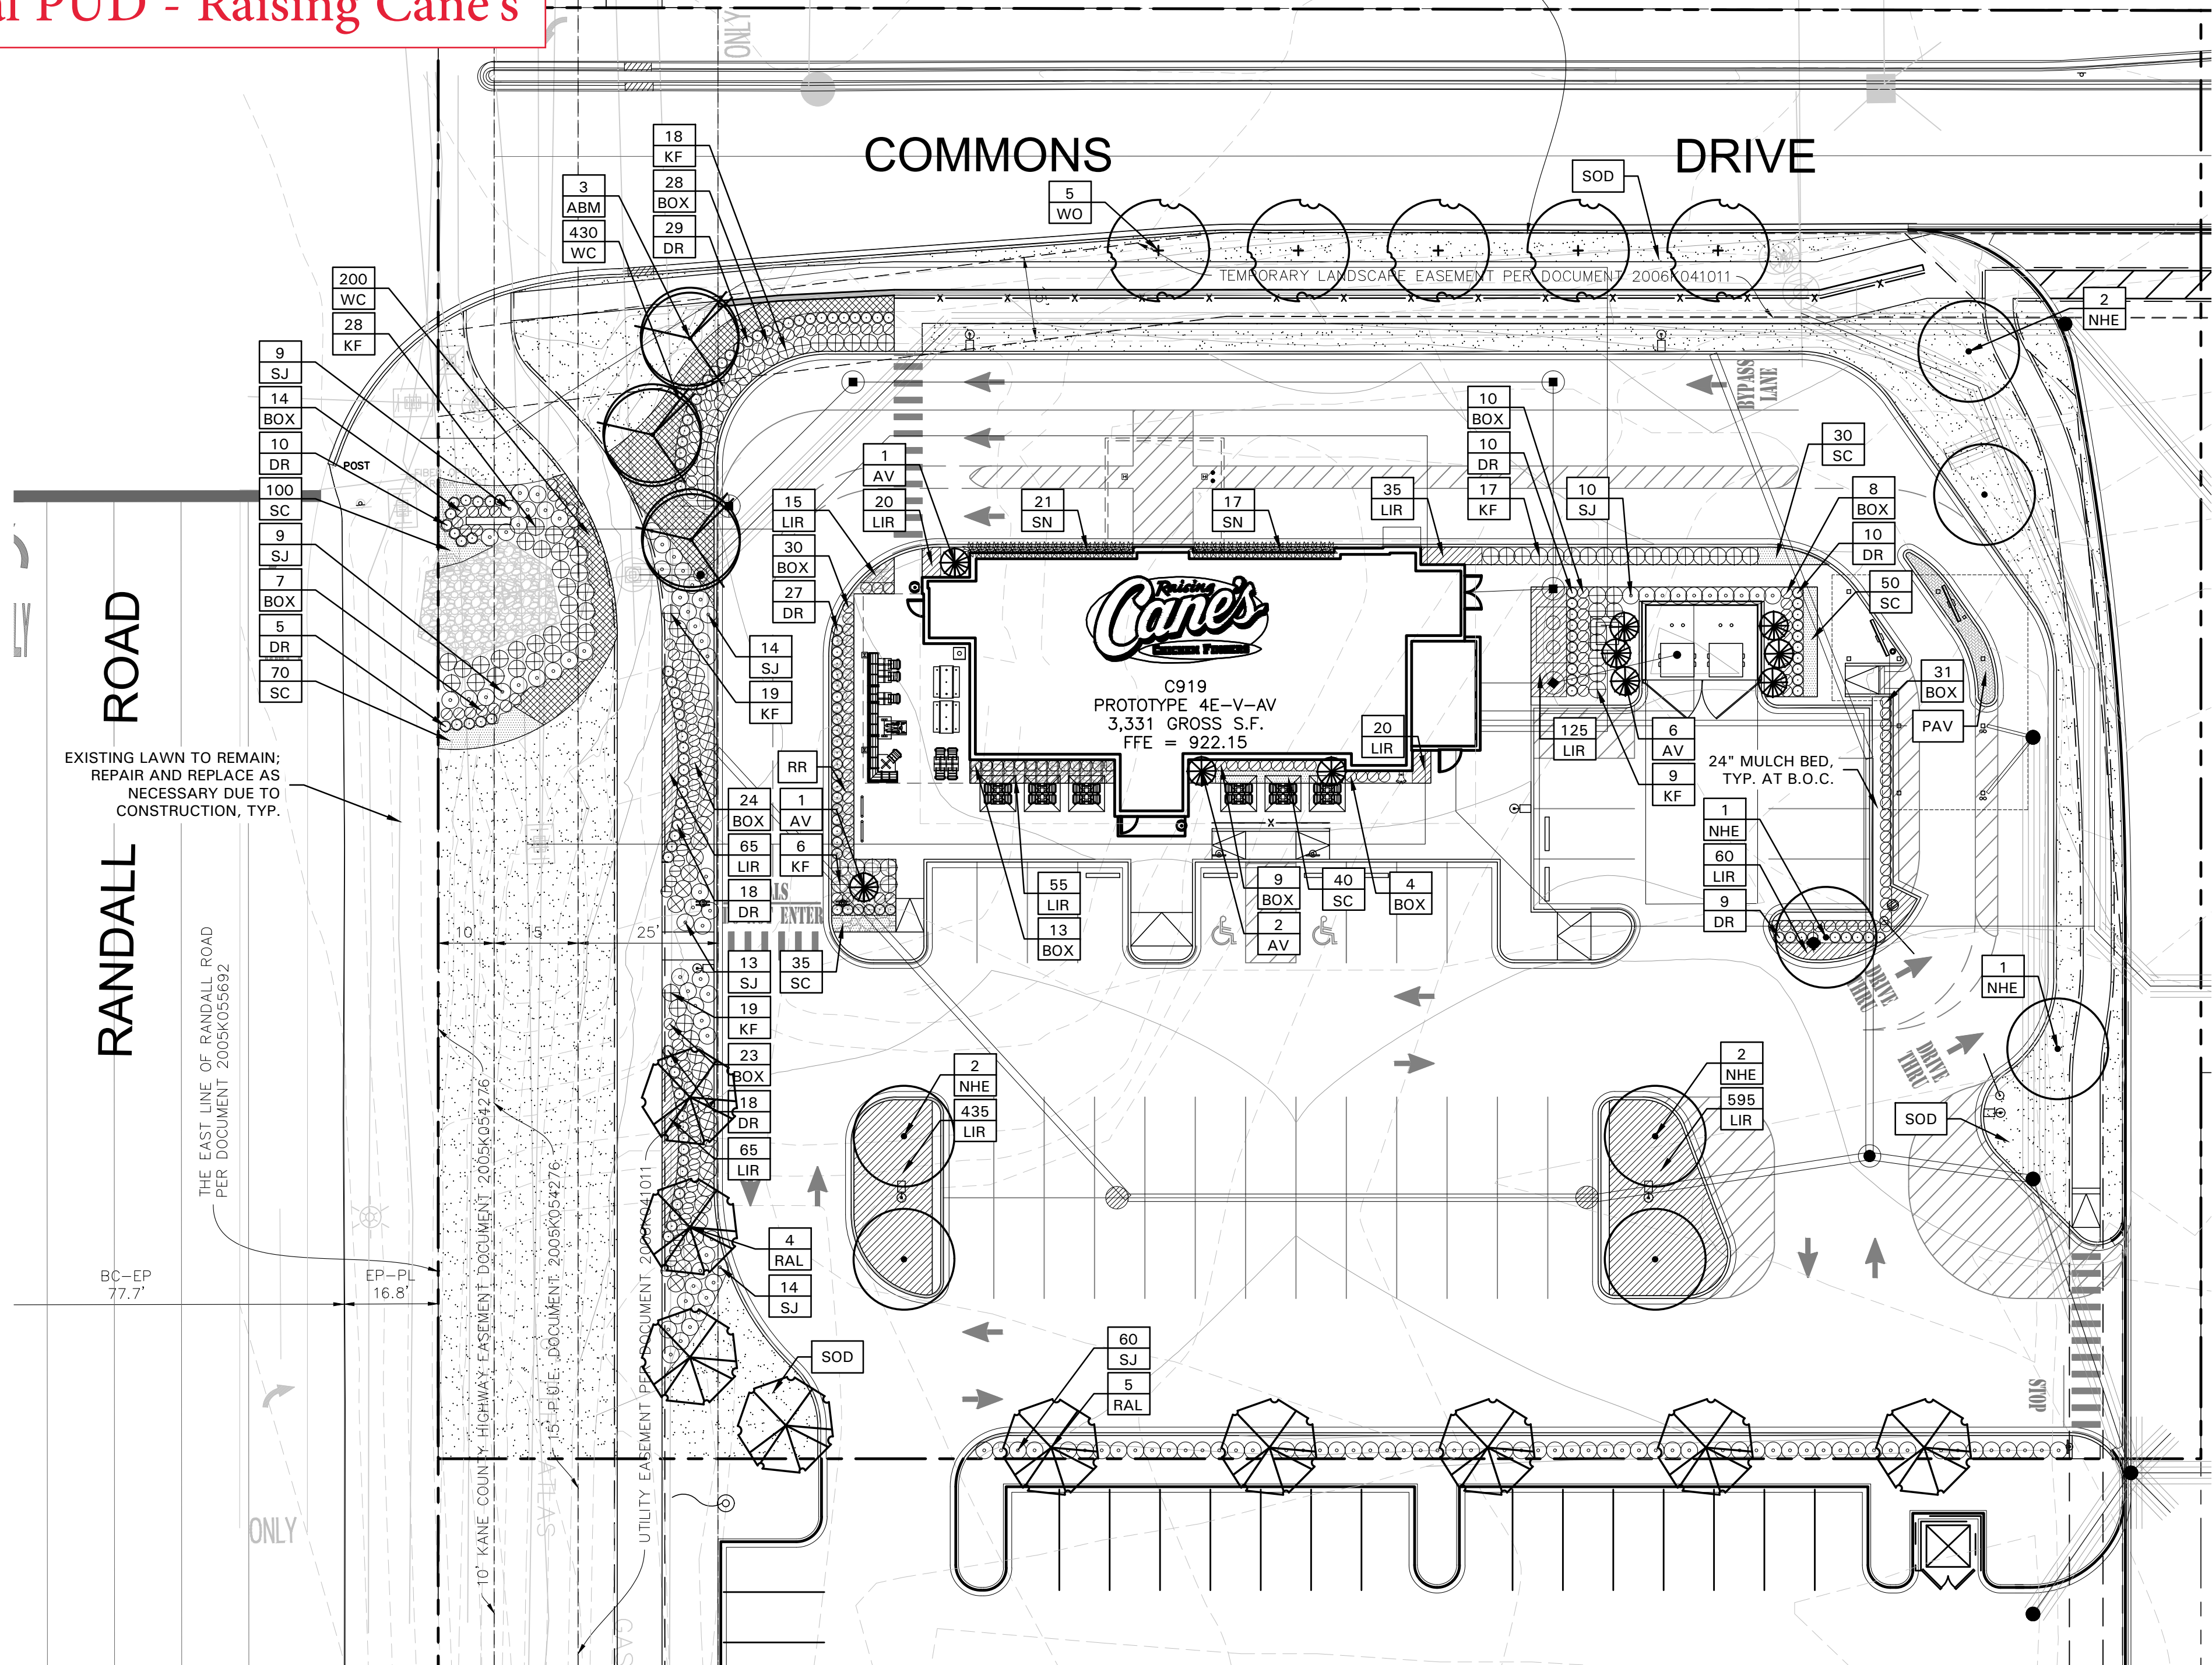 al PUD - Raising Cane's
ONLY
COMMONS
DRIVE
18
KF
28
BOX
29
DR
3
ABM
430
WC
5
WO
SOD
TEMPORARY LANDSCAPE EASEMENT PER DOCUMENT 2006K041011
2
NHE
200
WC
28
KF
9
SJ
14
BOX
10
DR
100
SC
9
SJ
7
BOX
5
DR
70
SC
POST
BYPASS
LANE
1
AV
20
LIR
15
LIR
30
BOX
27
DR
21
SN
17
SN
35
LIR
10
BOX
10
DR
17
KF
10
SJ
30
SC
8
BOX
10
DR
50
SC
31
BOX
PAV
14
SJ
19
KF
Raising
Cane's
CHICKEN FINGERS
C919
PROTOTYPE 4E-V-AV
3,331 GROSS S.F.
FFE = 922.15
20
LIR
125
LIR
6
AV
9
KF
24" MULCH BED,
TYP. AT B.O.C.
EXISTING LAWN TO REMAIN;
REPAIR AND REPLACE AS
NECESSARY DUE TO
CONSTRUCTION, TYP.
RANDALL ROAD
RR
24
BOX
65
LIR
18
DR
1
AV
6
KF
ENTER
55
LIR
13
BOX
9
BOX
2
AV
40
SC
4
BOX
1
NHE
60
LIR
9
DR
10'
15'
25'
13
SJ
35
SC
19
KF
23
BOX
18
DR
65
LIR
1
NHE
DRIVE
THRU
DRIVE
THRU
2
NHE
435
LIR
2
NHE
595
LIR
SOD
THE EAST LINE OF RANDALL ROAD
PER DOCUMENT 2005K055692
10' KANE COUNTY HIGHWAY EASEMENT DOCUMENT 2005K054276
15' P.U.E. DOCUMENT 2005K054276
UTILITY EASEMENT PER DOCUMENT 2006K041011
4
RAL
14
SJ
BC-EP
77.7'
EP-PL
16.8'
SOD
60
SJ
5
RAL
STOP
ONLY